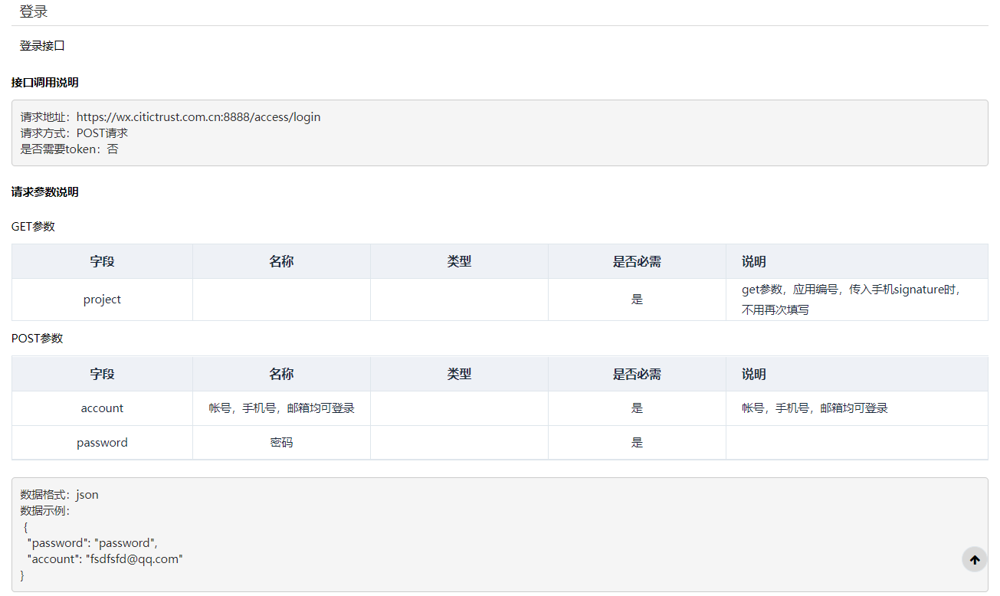 登录
登录接口
接口调用说明
请求地址：https://wx.citictrust.com.cn:8888/access/login
请求方式：POST请求
是否需要token：否
请求参数说明
GET参数
字段 名称 类型 是否必需 说明
project 是 get参数，应用编号，传入手机signature时，
不用再次填写
POST参数
字段 名称 类型 是否必需 说明
account 帐号，手机号，邮箱均可登录 是 帐号，手机号，邮箱均可登录
password 密码 是
数据格式：json
数据示例：
{
"password": "password",
"account": "fsdfsfd@qq.com"
}